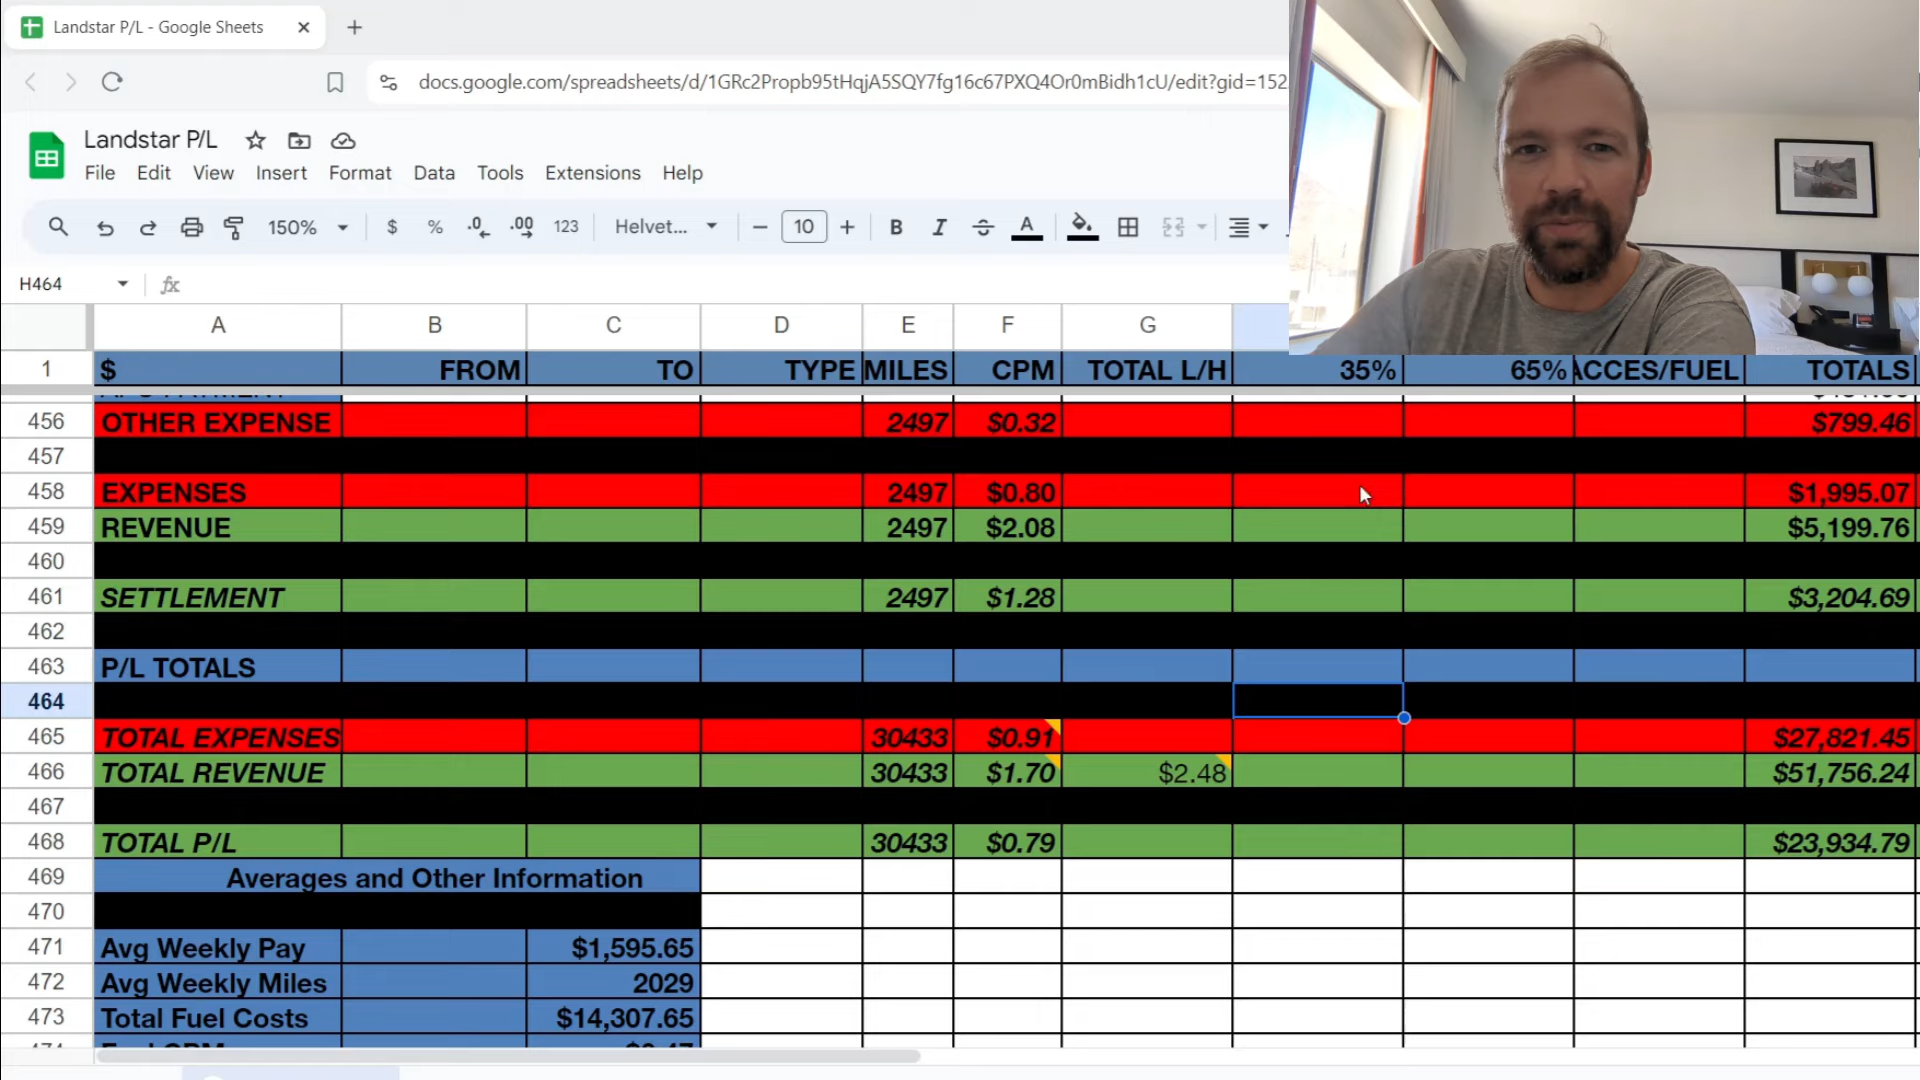 Landstar P/L - Google Sheets
docs.google.com/spreadsheets/d/1GRc2Propb95tHqjA5SQY7fg16c67PXQ4Or0mBidh1cU/edit?gid=152
Landstar P/L
File Edit View Insert Format Data Tools Extensions Help
150% $ % .0 .00 123 Helvet... 10 B I A
H464 fx
A B C D E F G
1 $ FROM TO TYPE MILES CPM TOTAL L/H 35% 65% ACCES/FUEL TOTALS
456 OTHER EXPENSE 2497 $0.32 $799.46
457
458 EXPENSES 2497 $0.80 $1,995.07
459 REVENUE 2497 $2.08 $5,199.76
460
461 SETTLEMENT 2497 $1.28 $3,204.69
462
463 P/L TOTALS
464
465 TOTAL EXPENSES 30433 $0.91 $27,821.45
466 TOTAL REVENUE 30433 $1.70 $2.48 $51,756.24
467
468 TOTAL P/L 30433 $0.79 $23,934.79
469 Averages and Other Information
470
471 Avg Weekly Pay $1,595.65
472 Avg Weekly Miles 2029
473 Total Fuel Costs $14,307.65